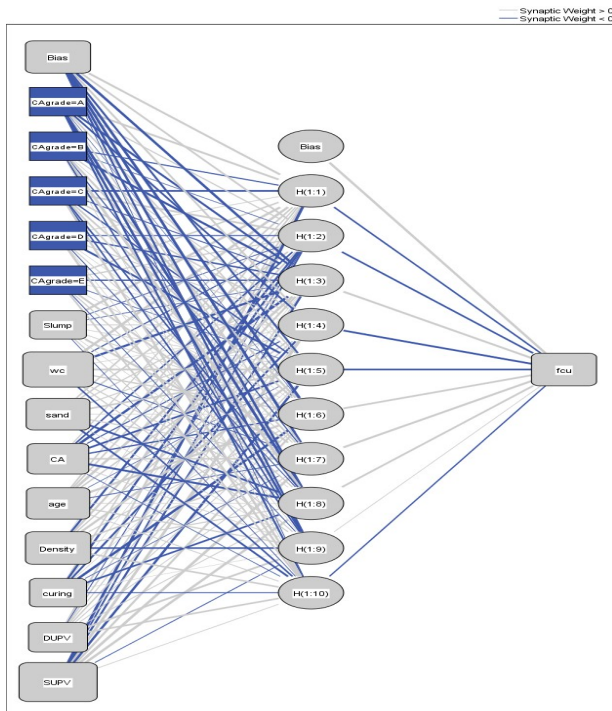 Synaptic Weight > 0
Synaptic Weight < 0
Bias
CAgrade=A
CAgrade=B
CAgrade=C
CAgrade=D
CAgrade=E
Slump
wc
sand
CA
age
Density
curing
DUPV
SUPV
Bias
H(1:1)
H(1:2)
H(1:3)
H(1:4)
H(1:5)
H(1:6)
H(1:7)
H(1:8)
H(1:9)
H(1:10)
fcu